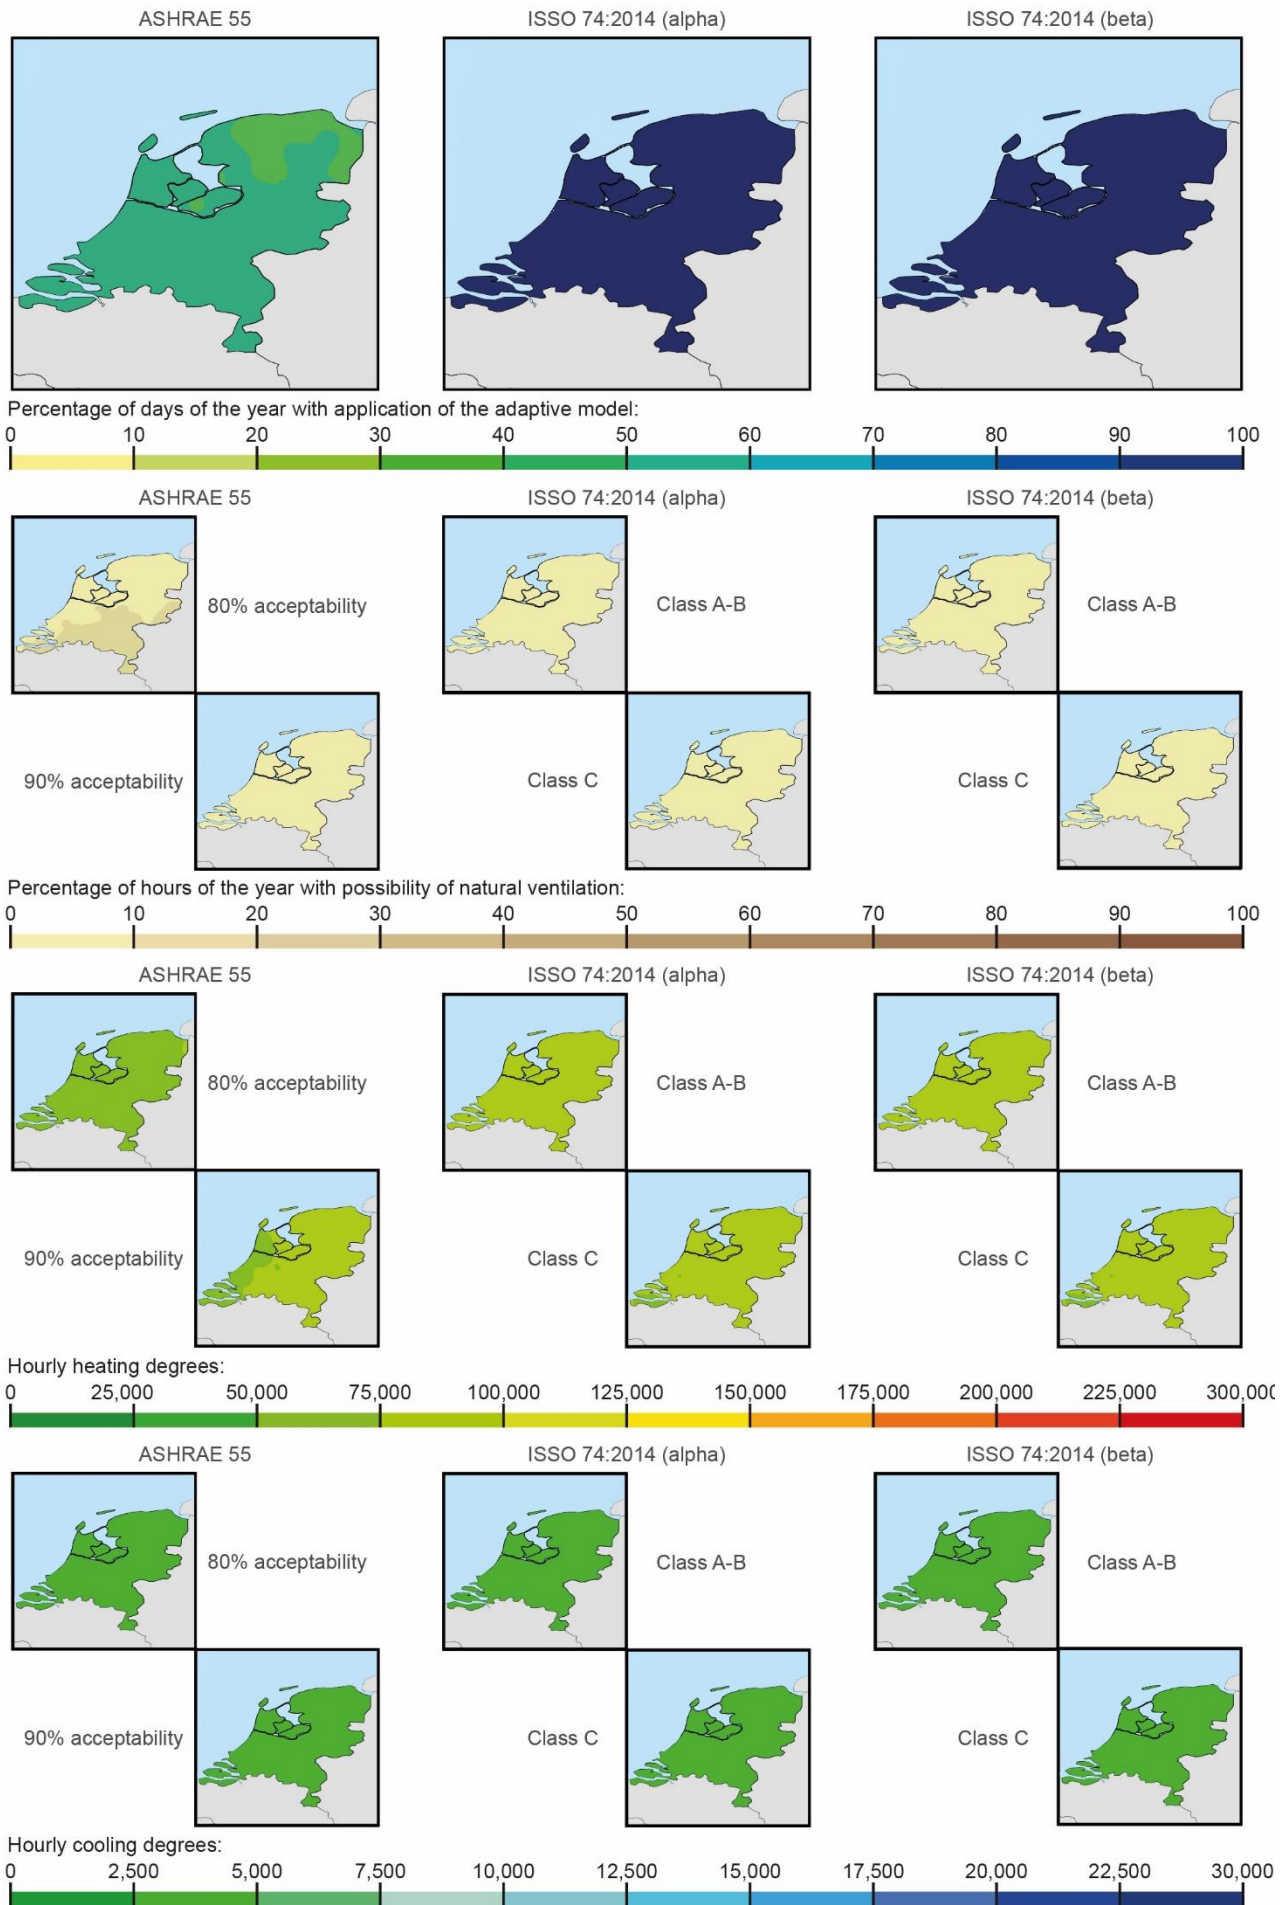 ASHRAE 55 ISSO 74:2014 (alpha) ISSO 74:2014 (beta)
Percentage of days of the year with application of the adaptive model:
0 10 20 30 40 50 60 70 80 90 100
ASHRAE 55 ISSO 74:2014 (alpha) ISSO 74:2014 (beta)
80% acceptability Class A-B Class A-B
90% acceptability Class C Class C
Percentage of hours of the year with possibility of natural ventilation:
0 10 20 30 40 50 60 70 80 90 100
ASHRAE 55 ISSO 74:2014 (alpha) ISSO 74:2014 (beta)
80% acceptability Class A-B Class A-B
90% acceptability Class C Class C
Hourly heating degrees:
0 25,000 50,000 75,000 100,000 125,000 150,000 175,000 200,000 225,000 300,000
ASHRAE 55 ISSO 74:2014 (alpha) ISSO 74:2014 (beta)
80% acceptability Class A-B Class A-B
90% acceptability Class C Class C
Hourly cooling degrees:
0 2,500 5,000 7,500 10,000 12,500 15,000 17,500 20,000 22,500 30,000